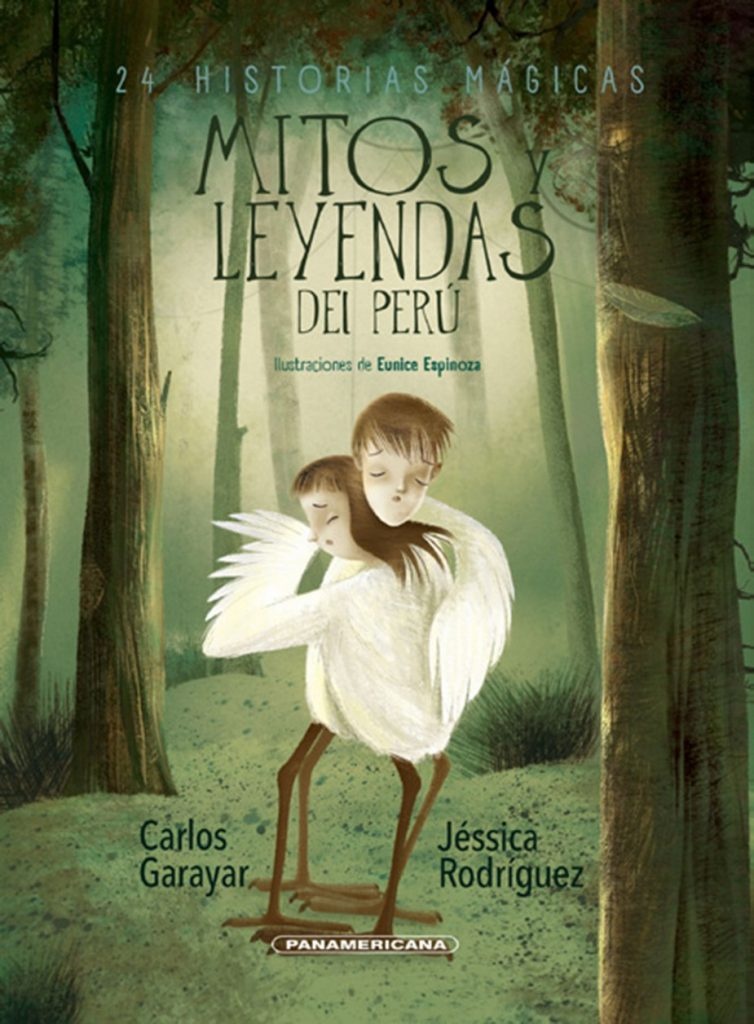 24 HISTORIAS MÁGICAS
MITOS y
LEYENDAS
DEl PERÚ
Ilustraciones de Eunice Espinoza
Carlos
Garayar
Jéssica
Rodríguez
PANAMERICANA